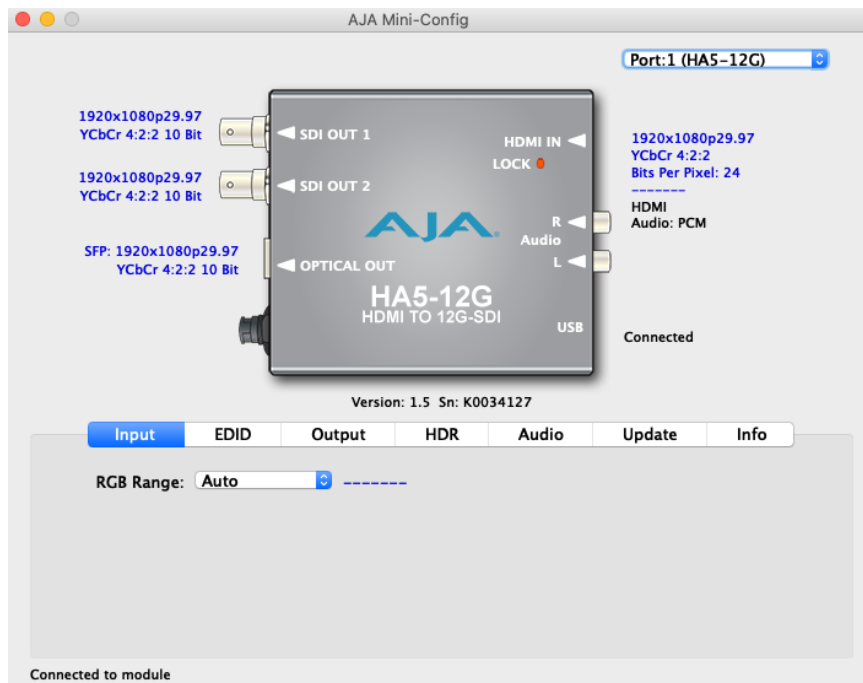 AJA Mini-Config
Port:1 (HA5-12G)
1920x1080p29.97
YCbCr 4:2:2 10 Bit
SDI OUT 1
HDMI IN
LOCK
1920x1080p29.97
YCbCr 4:2:2
Bits Per Pixel: 24
-------
HDMI
Audio: PCM
1920x1080p29.97
YCbCr 4:2:2 10 Bit
SDI OUT 2
AJA
R
Audio
L
SFP: 1920x1080p29.97
YCbCr 4:2:2 10 Bit
OPTICAL OUT
HA5-12G
HDMI TO 12G-SDI
USB
Connected
Version: 1.5 Sn: K0034127
Input EDID Output HDR Audio Update Info
RGB Range: Auto -------
Connected to module